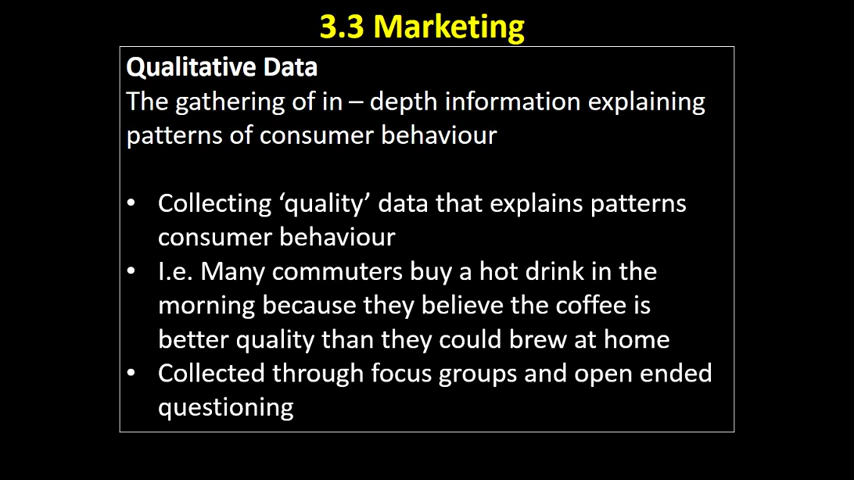 3.3 Marketing
Qualitative Data
The gathering of in – depth information explaining
patterns of consumer behaviour
• Collecting ‘quality’ data that explains patterns
consumer behaviour
• I.e. Many commuters buy a hot drink in the
morning because they believe the coffee is
better quality than they could brew at home
• Collected through focus groups and open ended
questioning